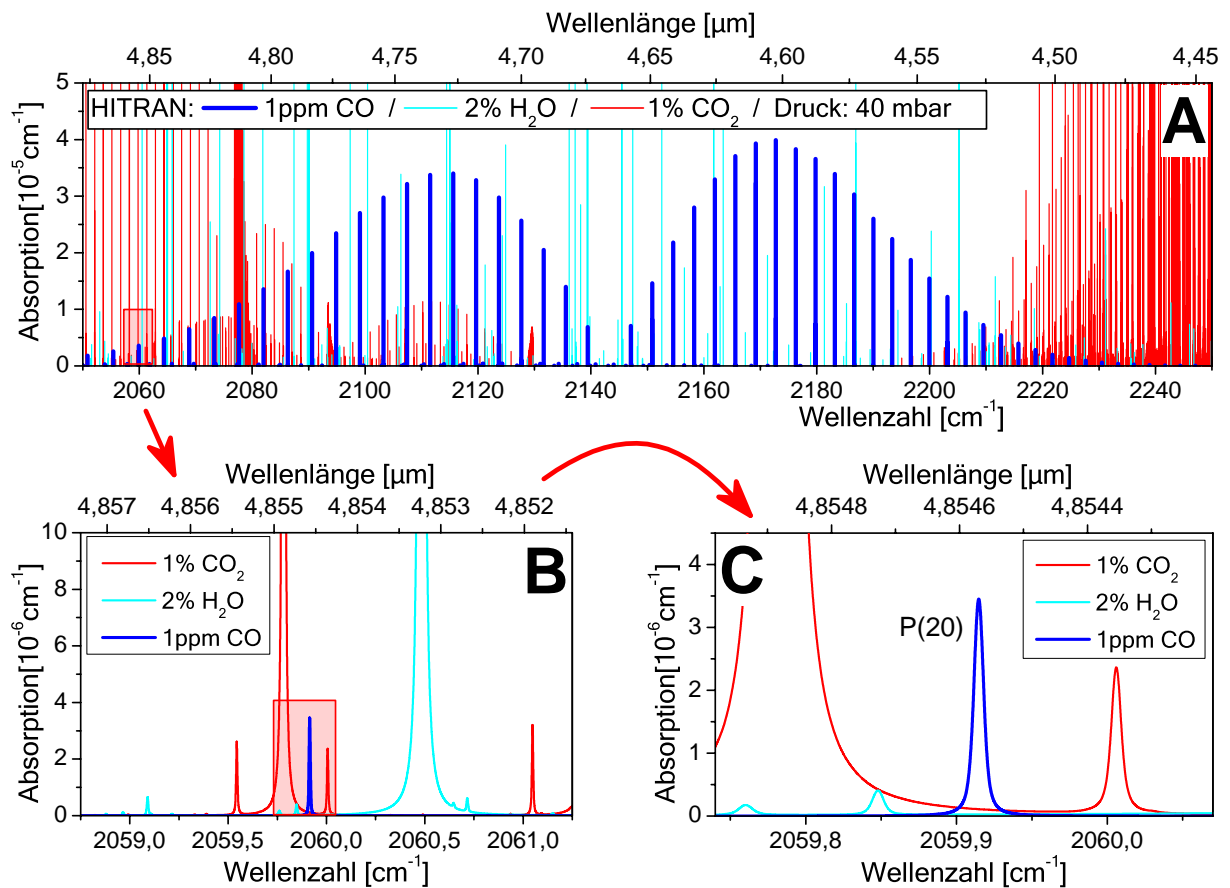 Wellenlänge [µm]
4,85 4,80 4,75 4,70 4,65 4,60 4,55 4,50 4,45
HITRAN: 1ppm CO / 2% H2O / 1% CO2 / Druck: 40 mbar
A
Absorption[10-5cm-1]
5
4
3
2
1
0
2060 2080 2100 2120 2140 2160 2180 2200 2220 2240
Wellenzahl [cm-1]
Wellenlänge [µm]
4,857 4,856 4,855 4,854 4,853 4,852
B
1% CO2
2% H2O
1ppm CO
Absorption[10-6cm-1]
10
8
6
4
2
0
2059,0 2059,5 2060,0 2060,5 2061,0
Wellenzahl [cm-1]
Wellenlänge [µm]
4,8548 4,8546 4,8544
C
1% CO2
2% H2O
1ppm CO
P(20)
Absorption[10-6cm-1]
4
3
2
1
0
2059,8 2059,9 2060,0
Wellenzahl [cm-1]